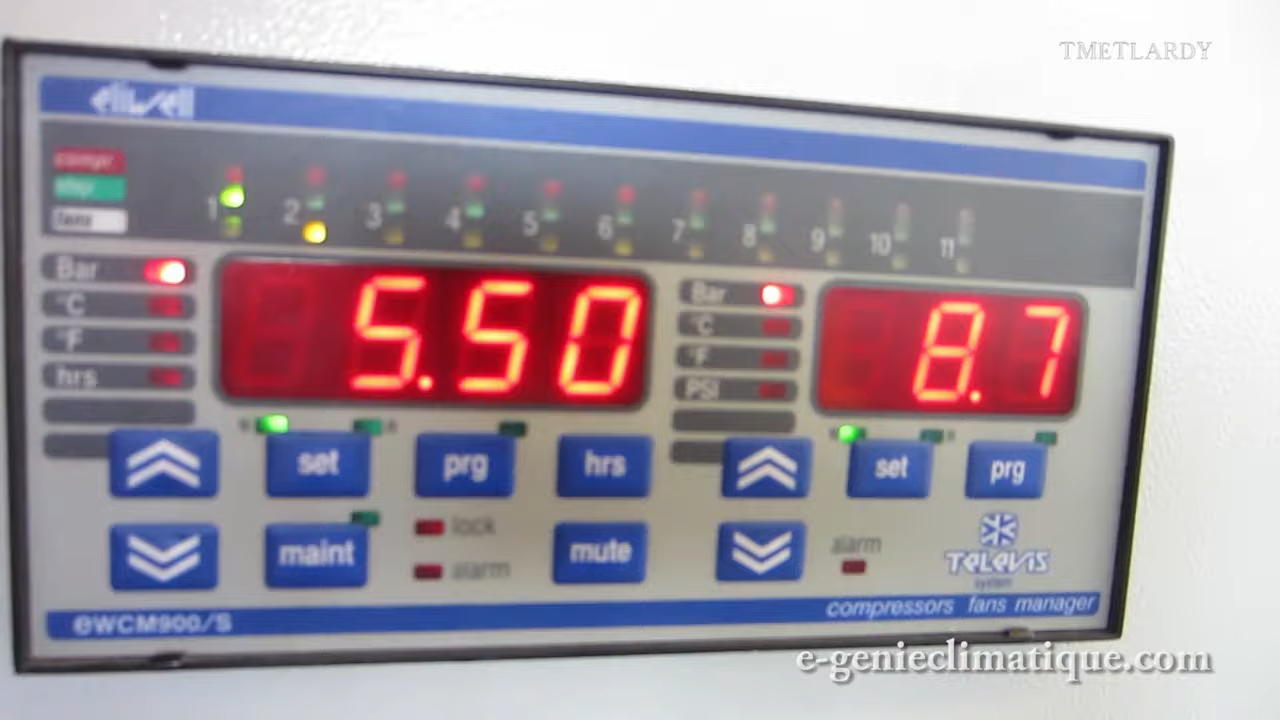 TMETLARDY
eliwell
compr
step
fans
1 2 3 4 5 6 7 8 9 10 11
Bar
°C
°F
hrs
5.50
Bar
°C
°F
PSI
8.7
set
prg
hrs
set
prg
maint
lock
alarm
mute
alarm
TELEVIS
system
compressors fans manager
eWCM900/S
e-genieclimatique.com